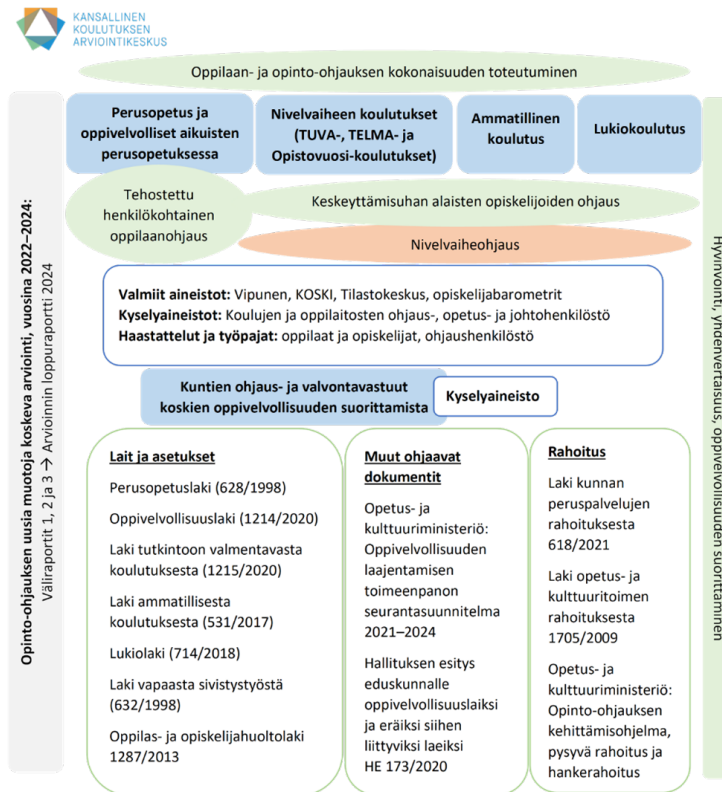 KANSALLINEN
KOULUTUKSEN
ARVIOINTIKESKUS
Oppilaan- ja opinto-ohjauksen kokonaisuuden toteutuminen
Opinto-ohjauksen uusia muotoja koskeva arviointi, vuosina 2022–2024:
Väliraportit 1, 2 ja 3 → Arvioinnin loppuraportti 2024
Perusopetus ja
oppivelvolliset aikuisten
perusopetuksessa
Nivelvaiheen koulutukset
(TUVA-, TELMA- ja
Opistovuosi-koulutukset)
Ammatillinen
koulutus
Lukiokoulutus
Tehostettu
henkilökohtainen
oppilaanohjaus
Keskeyttämisuhan alaisten opiskelijoiden ohjaus
Nivelvaiheohjaus
Valmiit aineistot: Vipunen, KOSKI, Tilastokeskus, opiskelijabarometrit
Kyselyaineistot: Koulujen ja oppilaitosten ohjaus-, opetus- ja johtohenkilöstö
Haastattelut ja työpajat: oppilaat ja opiskelijat, ohjaushenkilöstö
Kuntien ohjaus- ja valvontavastuut
koskien oppivelvollisuuden suorittamista
Kyselyaineisto
Lait ja asetukset
Perusopetuslaki (628/1998)
Oppivelvollisuuslaki (1214/2020)
Laki tutkintoon valmentavasta
koulutuksesta (1215/2020)
Laki ammatillisesta
koulutuksesta (531/2017)
Lukiolaki (714/2018)
Laki vapaasta sivistystyöstä
(632/1998)
Oppilas- ja opiskelijahuoltolaki
1287/2013
Muut ohjaavat
dokumentit
Opetus- ja
kulttuuriministeriö:
Oppivelvollisuuden
laajentamisen
toimeenpanon
seurantasuunnitelma
2021–2024
Hallituksen esitys
eduskunnalle
oppivelvollisuuslaiksi
ja eräiksi siihen
liittyviksi laeiksi
HE 173/2020
Rahoitus
Laki kunnan
peruspalvelujen
rahoituksesta
618/2021
Laki opetus- ja
kulttuuritoimen
rahoituksesta
1705/2009
Opetus- ja
kulttuuriministeriö:
Opinto-ohjauksen
kehittämisohjelma,
pysyvä rahoitus ja
hankerahoitus
Hyvinvointi, yhdenvertaisuus, oppivelvollisuuden suorittaminen